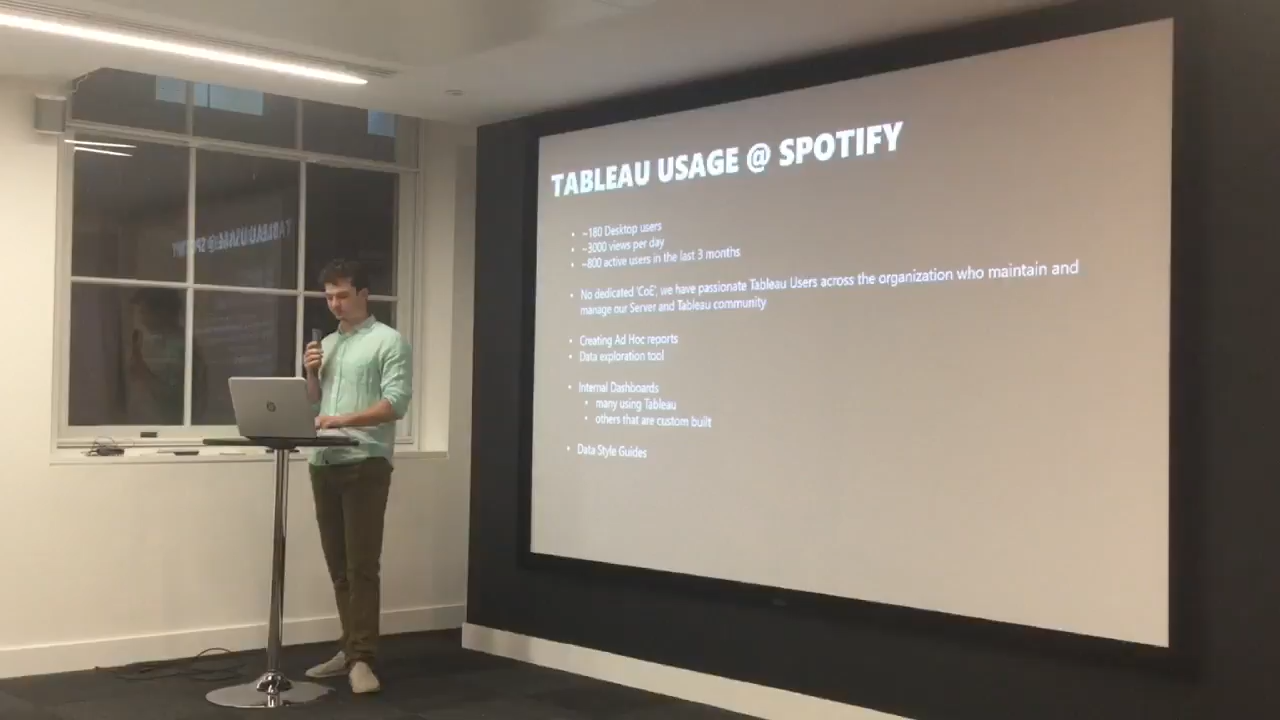 TABLEAU USAGE @ SPOTIFY
• ~180 Desktop users
• ~3000 views per day
• ~800 active users in the last 3 months
• No dedicated 'CoE', we have passionate Tableau Users across the organization who maintain and
manage our Server and Tableau community
• Creating Ad Hoc reports
• Data exploration tool
• Internal Dashboards
• many using Tableau
• others that are custom built
• Data Style Guides